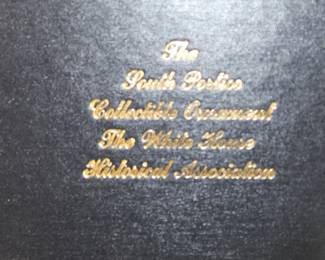 The
South Portico
Collectible Ornament
The White House
Historical Association